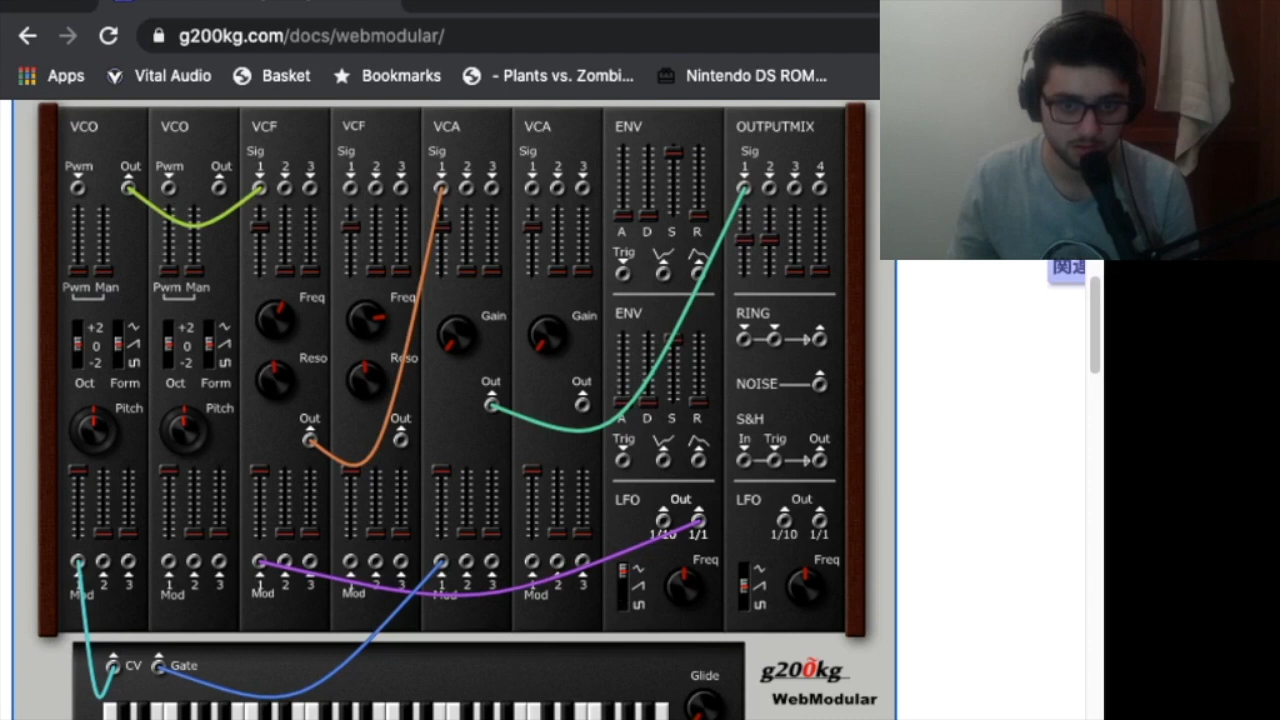 g200kg.com/docs/webmodular/
Apps Vital Audio Basket Bookmarks - Plants vs. Zombi... Nintendo DS ROM...
VCO VCO VCF VCF VCA VCA ENV OUTPUTMIX
Sig Sig Sig Sig Sig
Pwm Out Pwm Out 1 2 3 1 2 3 1 2 3 1 2 3 1 2 3 4
A D S R
Trig
Pwm Man Pwm Man
Freq Freq
ENV RING
Gain Gain
+2 +2
0 0
-2 -2
Reso Reso
Oct Form Oct Form
Out Out
NOISE
Pitch Pitch
Out Out
A D S R
S&H
Trig
In Trig Out
LFO Out LFO Out
1/10 1/1 1/10 1/1
Freq Freq
1 2 3 1 2 3 1 2 3 1 2 3 1 2 3 1 2 3
Mod Mod Mod Mod Mod Mod
CV Gate
Glide
g200kg
WebModular
関連